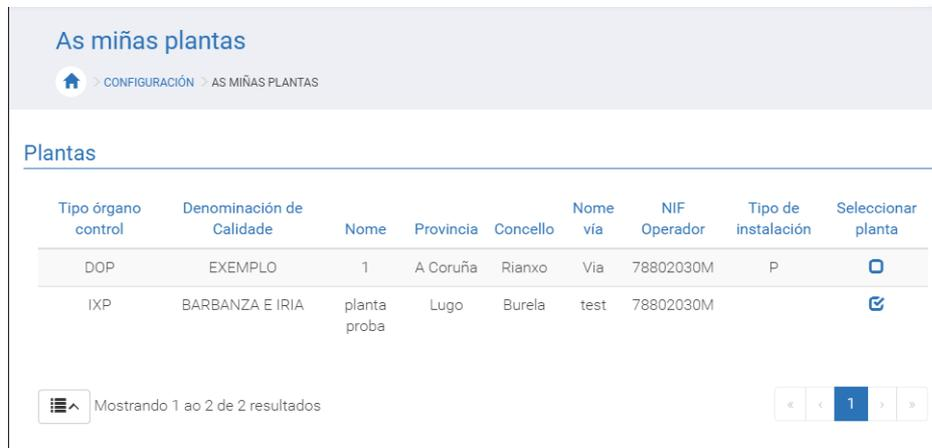 As miñas plantas
> CONFIGURACIÓN > AS MIÑAS PLANTAS
Plantas
Tipo órgano control Denominación de Calidade Nome Provincia Concello Nome vía NIF Operador Tipo de instalación Seleccionar planta
DOP EXEMPLO 1 A Coruña Rianxo Via 78802030M P
IXP BARBANZA E IRIA planta proba Lugo Burela test 78802030M
Mostrando 1 ao 2 de 2 resultados
« ‹ 1 › »